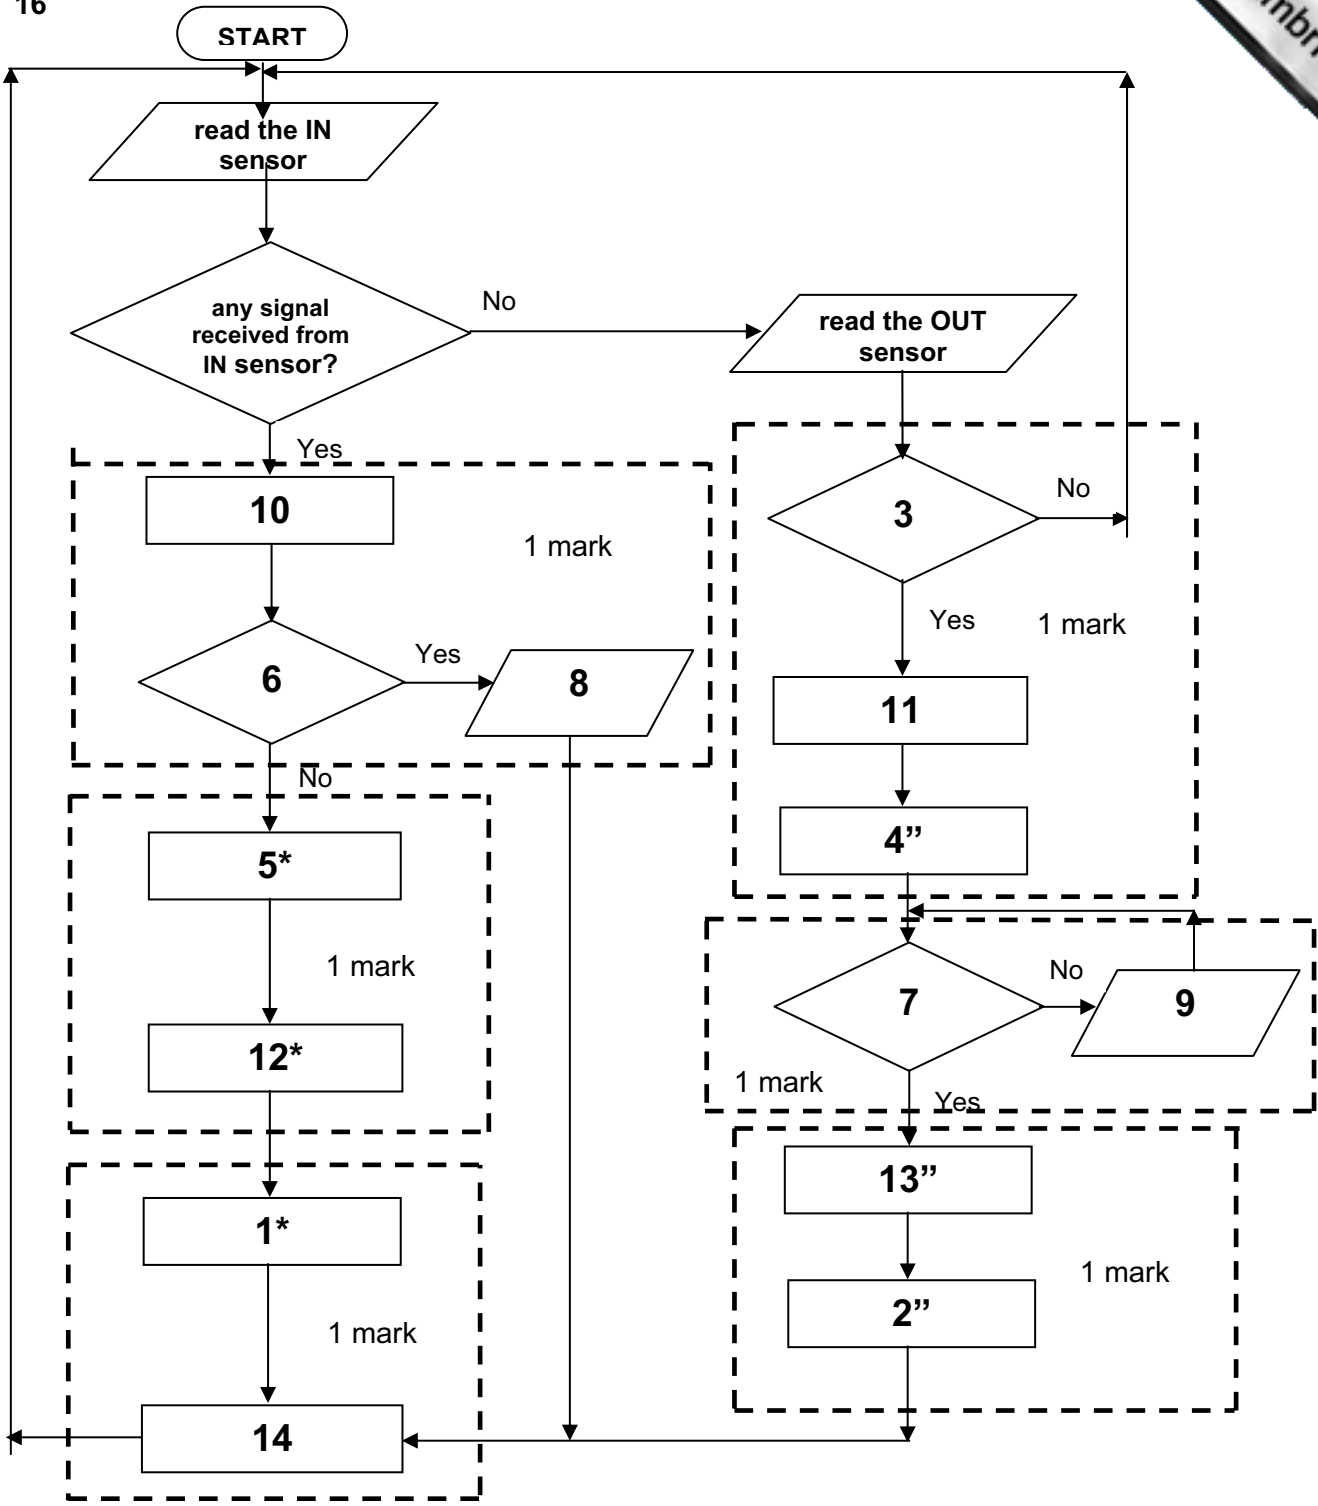 16
START
read the IN
sensor
any signal
received from
IN sensor?
No
read the OUT
sensor
Yes
10
1 mark
6
Yes
8
No
3
No
Yes
1 mark
11
4”
5*
1 mark
12*
7
No
9
1 mark
Yes
1*
1 mark
14
13”
1 mark
2”